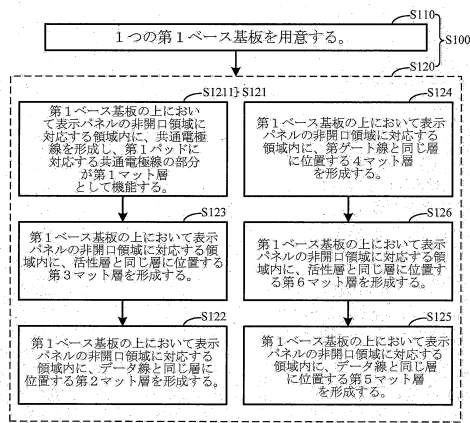 S110
1つの第1ベース基板を用意する。
S100
S120
S1211}S121
第1ベース基板の上におい
て表示パネルの非開口領域に
対応する領域内に、共通電極
線を形成し、第1パッドに
対応する共通電極線の部分
が第1マット層
として機能する。
S124
第1ベース基板の上において表示
パネルの非開口領域に対応する領
域内に、第ゲート線と同じ層
に位置する4マット層
を形成する。
S123
第1ベース基板の上において表示
パネルの非開口領域に対応する領
域内に、活性層と同じ層に位置する
第3マット層を形成する。
S126
第1ベース基板の上において表示
パネルの非開口領域に対応する領
域内に、活性層と同じ層に位置す
る第6マット層を形成する。
S122
第1ベース基板の上において表示
パネルの非開口領域に対応する
領域内に、データ線と同じ層に
位置する第2マット層を形成する。
S125
第1ベース基板の上において表示
パネルの非開口領域に対応する
領域内に、データ線と同じ層
に位置する第5マット層
を形成する。